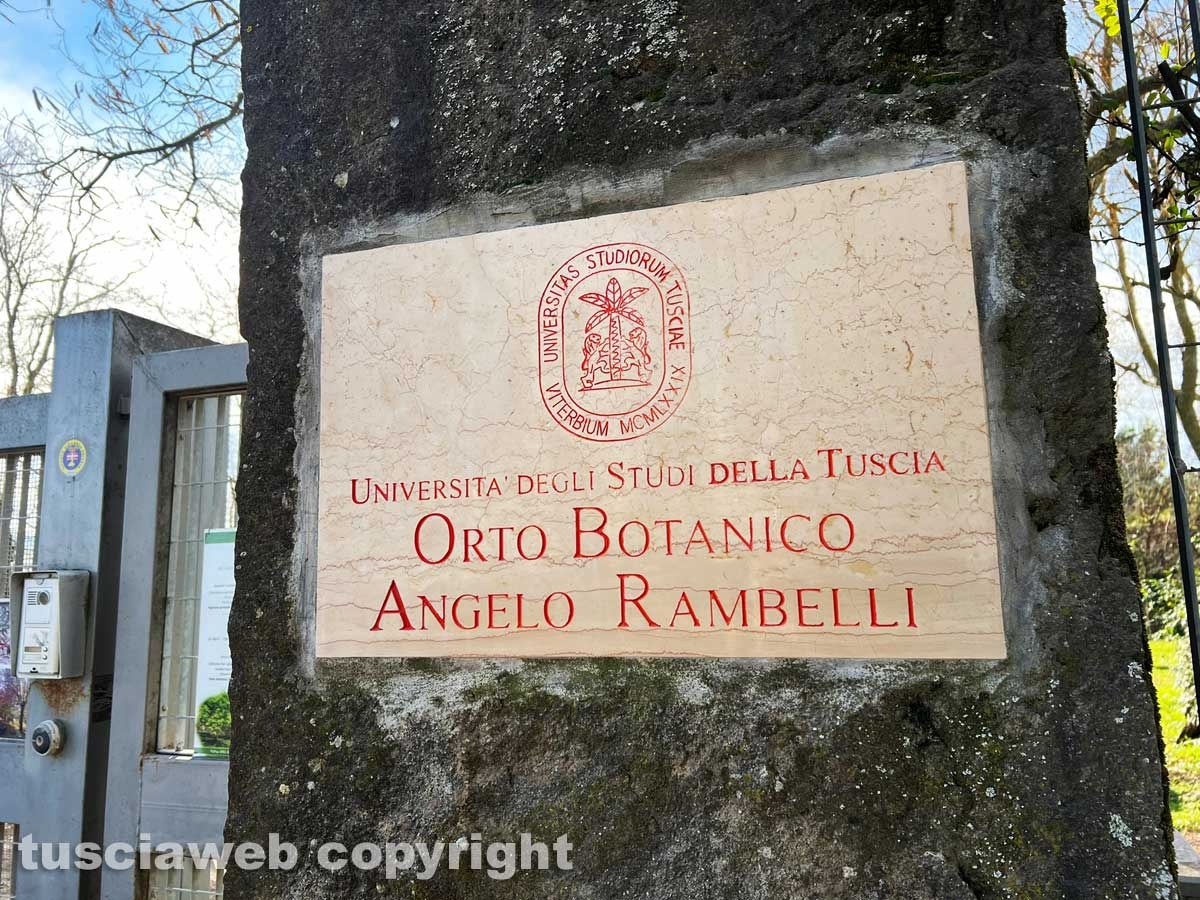 UNIVERSITAS STUDIORUM TUSCIAE
VITERBIUM MCMLXXIX
UNIVERSITA' DEGLI STUDI DELLA TUSCIA
ORTO BOTANICO
ANGELO RAMBELLI
tusciaweb copyright